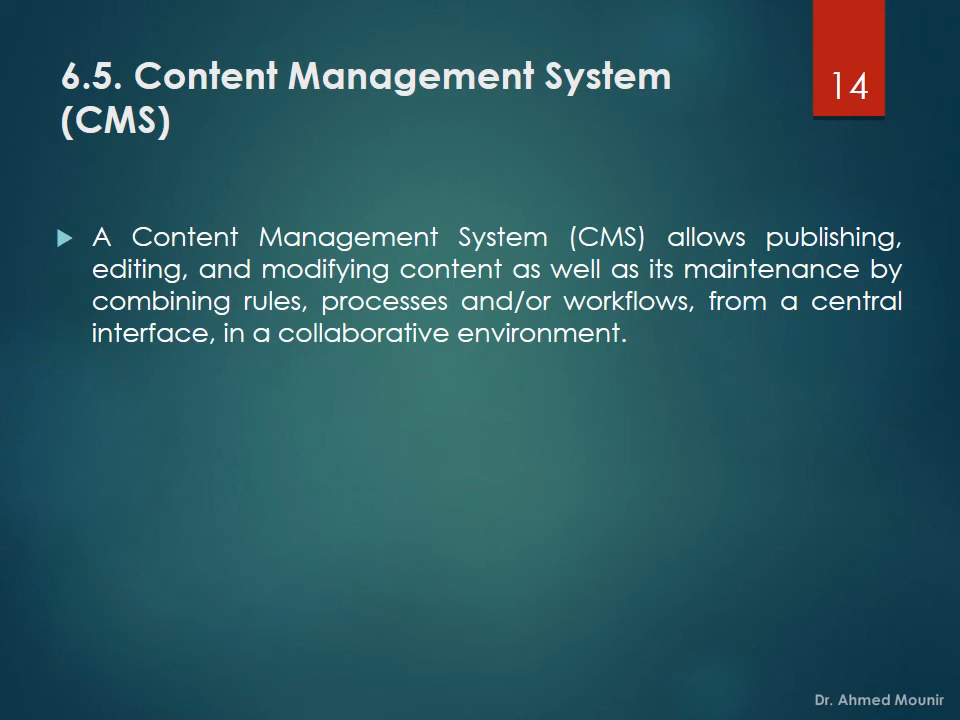 6.5. Content Management System
(CMS)
14
A Content Management System (CMS) allows publishing,
editing, and modifying content as well as its maintenance by
combining rules, processes and/or workflows, from a central
interface, in a collaborative environment.
Dr. Ahmed Mounir